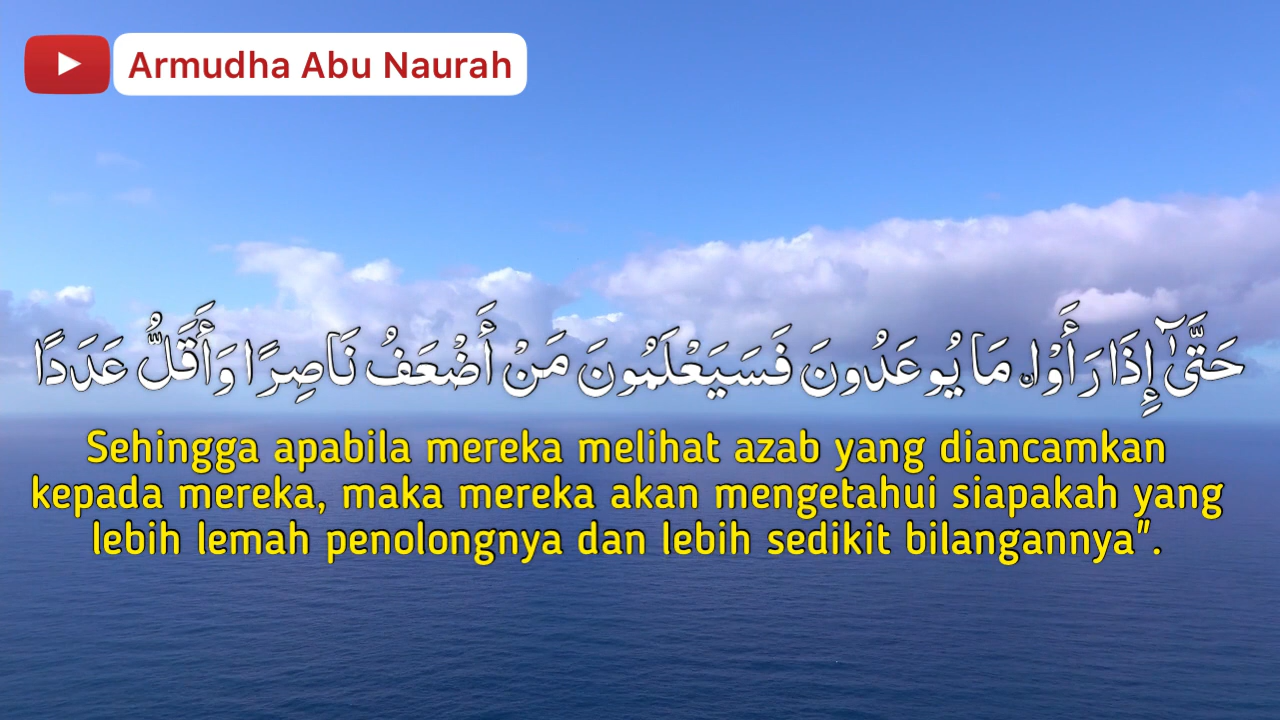 Armudha Abu Naurah
حَتَّىٰٓ إِذَا رَأَوْا۟ مَا يُوعَدُونَ فَسَيَعْلَمُونَ مَنْ أَضْعَفُ نَاصِرًا وَأَقَلُّ عَدَدًا
Sehingga apabila mereka melihat azab yang diancamkan
kepada mereka, maka mereka akan mengetahui siapakah yang
lebih lemah penolongnya dan lebih sedikit bilangannya".